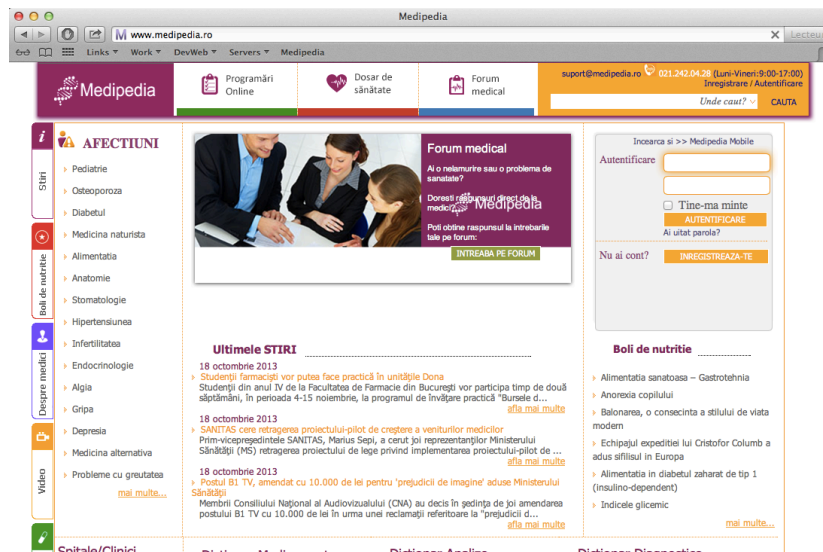 Medipedia
www.medipedia.ro
Lecteu
Links Work DevWeb Servers Medipedia
Medipedia
Programări
Online
Dosar de
sănătate
Forum
medical
suport@medipedia.ro 021.242.04.28 (Luni-Vineri:9:00-17:00)
Inregistrare / Autentificare
Unde caut? CAUTA
i
Stiri
Boli de nutritie
Despre medici
Video
AFECTIUNI
Pediatrie
Osteoporoza
Diabetul
Medicina naturista
Alimentatia
Anatomie
Stomatologie
Hipertensiunea
Infertilitatea
Endocrinologie
Algia
Gripa
Depresia
Medicina alternativa
Probleme cu greutatea
mai multe...
Forum medical
Ai o nelamurire sau o problema de
sanatate?
Doresti raspunsuri direct de la
medici?
Medipedia
Poti obtine raspunsul la intrebarile
tale pe forum:
INTREABA PE FORUM
Incearca si >> Medipedia Mobile
Autentificare
Tine-ma minte
AUTENTIFICARE
Ai uitat parola?
Nu ai cont? INREGISTREAZA-TE
Ultimele STIRI
18 octombrie 2013
Studenţii farmacişti vor putea face practică în unităţile Dona
Studenţii din anul IV de la Facultatea de Farmacie din Bucureşti vor participa timp de două
săptămâni, în perioada 4-15 noiembrie, la programul de învăţare practică "Bursele d...
afla mai multe
18 octombrie 2013
SANITAS cere retragerea proiectului-pilot de creştere a veniturilor medicilor
Prim-vicepreşedintele SANITAS, Marius Sepi, a cerut joi reprezentanţilor Ministerului
Sănătăţii (MS) retragerea proiectului de lege privind implementarea proiectului-pilot de ...
afla mai multe
18 octombrie 2013
Postul B1 TV, amendat cu 10.000 de lei pentru 'prejudicii de imagine' aduse Ministerului
Sănătăţii
Membrii Consiliului Naţional al Audiovizualului (CNA) au decis în şedinţa de joi amendarea
postului B1 TV cu 10.000 de lei în urma unei reclamaţii referitoare la "prejudicii d...
afla mai multe
Boli de nutritie
Alimentatia sanatoasa – Gastrotehnia
Anorexia copilului
Balonarea, o consecinta a stilului de viata
modern
Echipajul expeditiei lui Cristofor Columb a
adus sifilisul in Europa
Alimentatia in diabetul zaharat de tip 1
(insulino-dependent)
Indicele glicemic
mai multe...
Spitale/Clinici